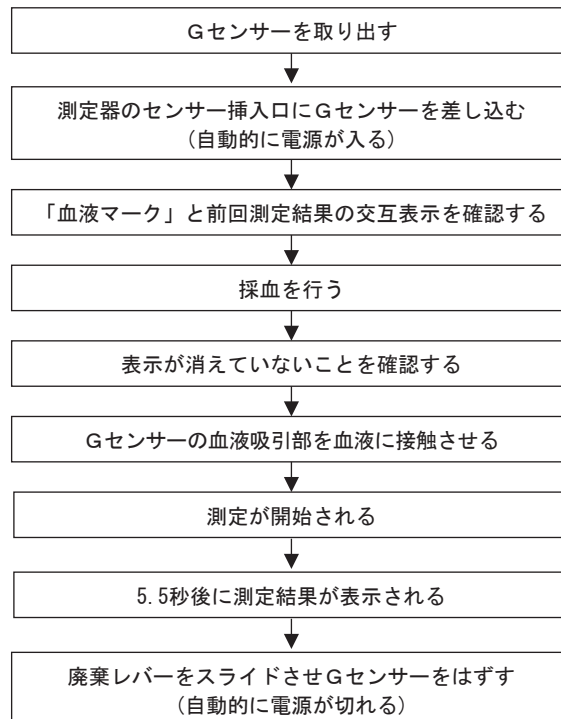 Ｇセンサーを取り出す
測定器のセンサー挿入口にＧセンサーを差し込む
(自動的に電源が入る)
「血液マーク」と前回測定結果の交互表示を確認する
採血を行う
表示が消えていないことを確認する
Ｇセンサーの血液吸引部を血液に接触させる
測定が開始される
5.5秒後に測定結果が表示される
廃棄レバーをスライドさせＧセンサーをはずす
(自動的に電源が切れる)